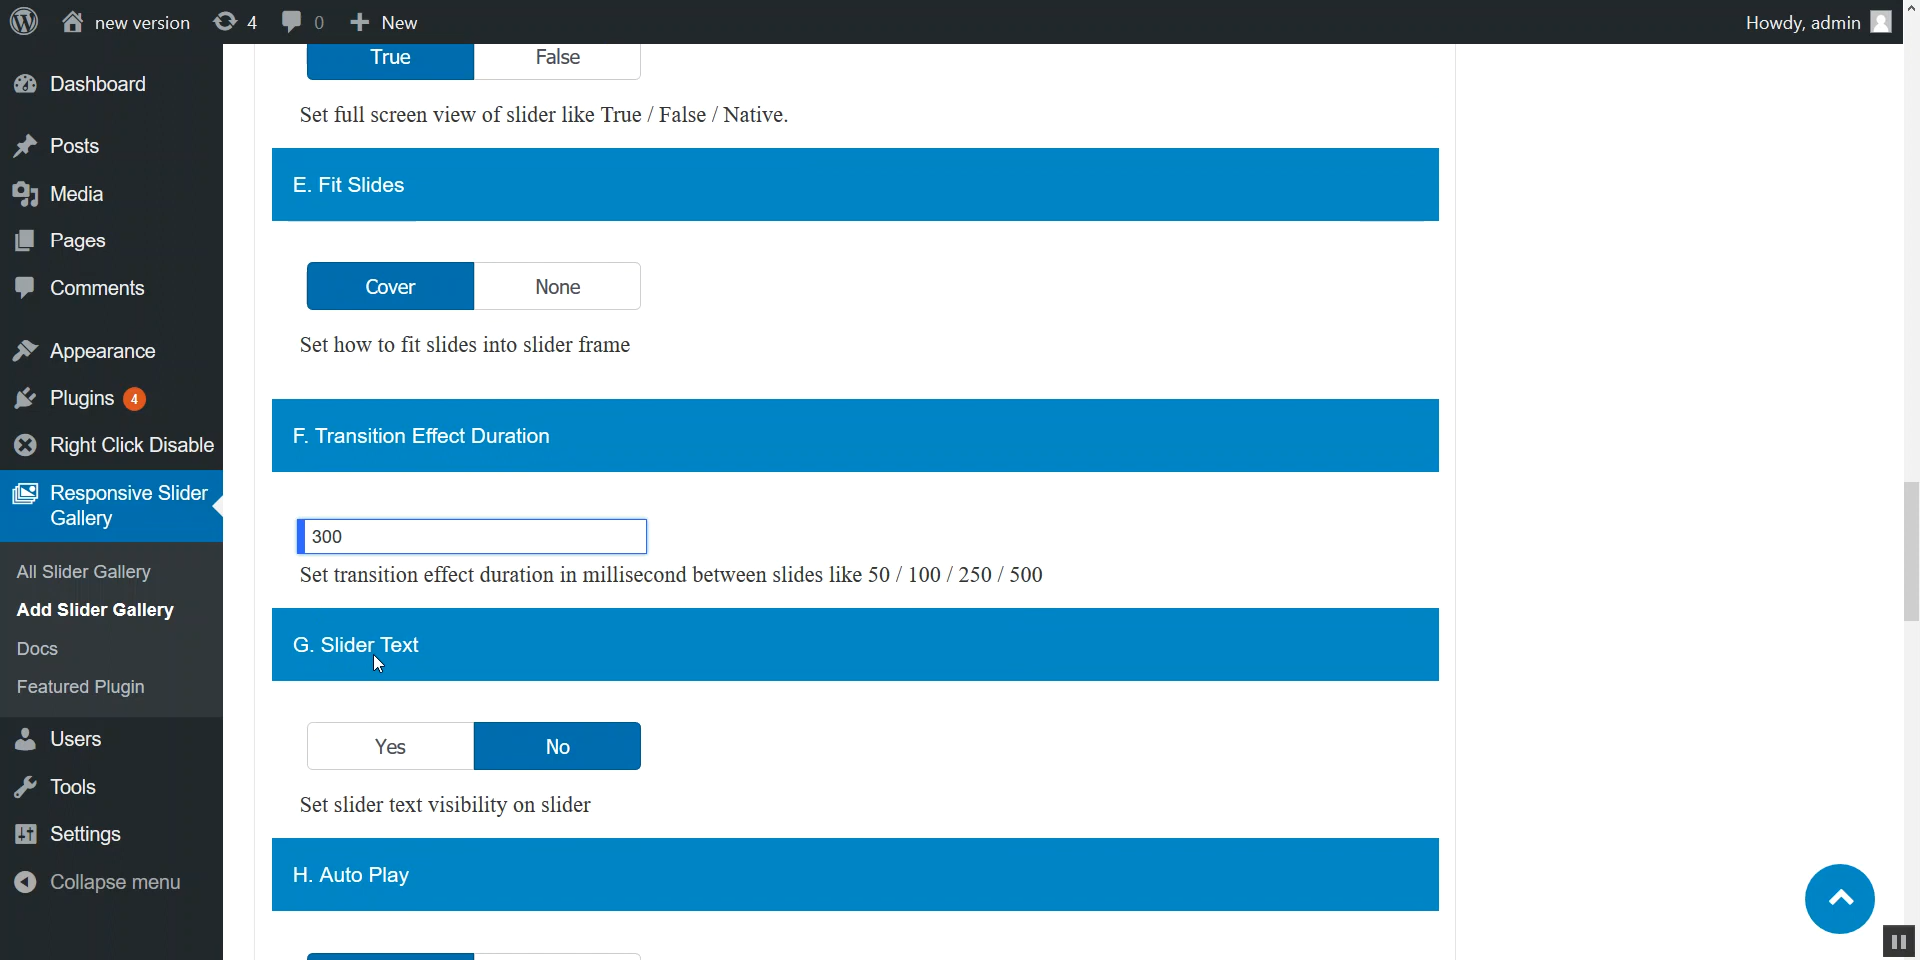 new version
4
0
New
Howdy, admin
Dashboard
Posts
Media
Pages
Comments
Appearance
Plugins 4
Right Click Disable
Responsive Slider
Gallery
All Slider Gallery
Add Slider Gallery
Docs
Featured Plugin
Users
Tools
Settings
Collapse menu
True
False
Set full screen view of slider like True / False / Native.
E. Fit Slides
Cover
None
Set how to fit slides into slider frame
F. Transition Effect Duration
300
Set transition effect duration in millisecond between slides like 50 / 100 / 250 / 500
G. Slider Text
Yes
No
Set slider text visibility on slider
H. Auto Play